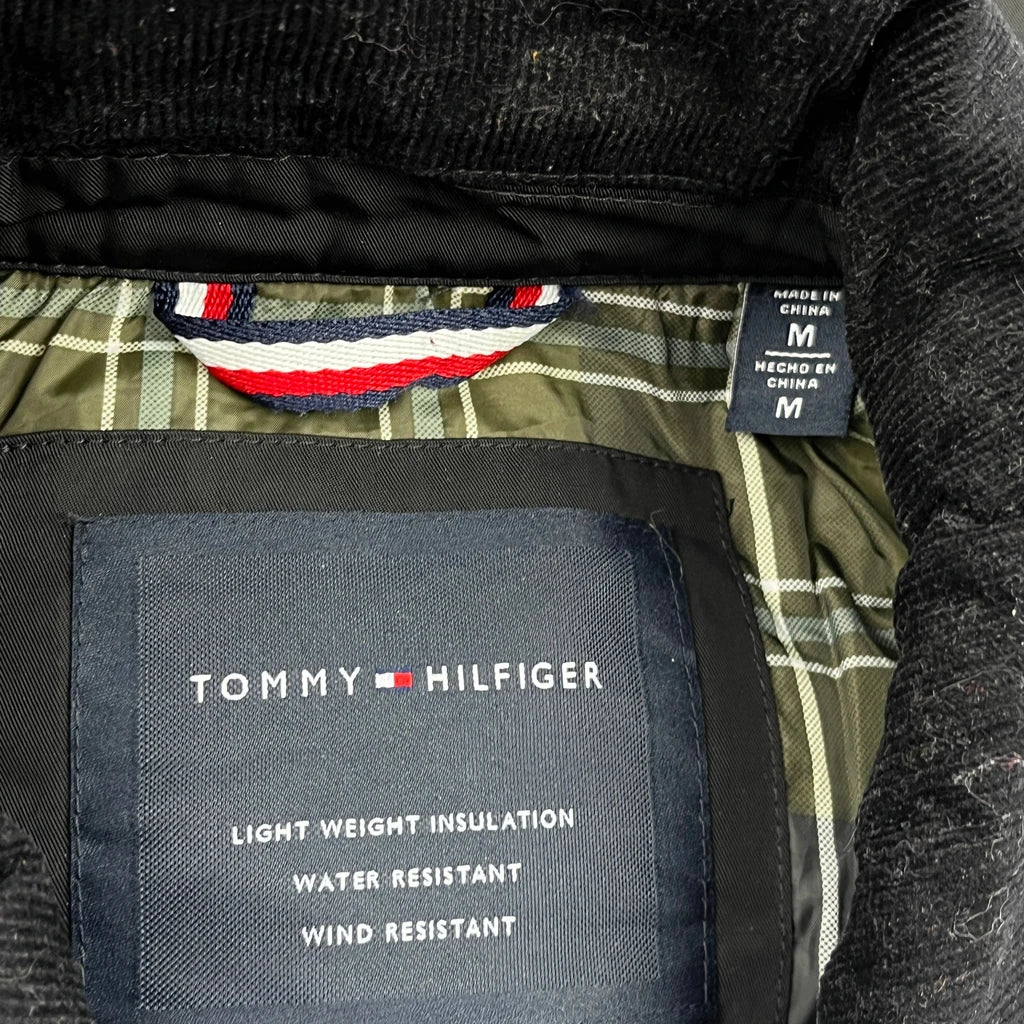 MADE IN
CHINA
M
HECHO EN
CHINA
M
TOMMY HILFIGER
LIGHT WEIGHT INSULATION
WATER RESISTANT
WIND RESISTANT